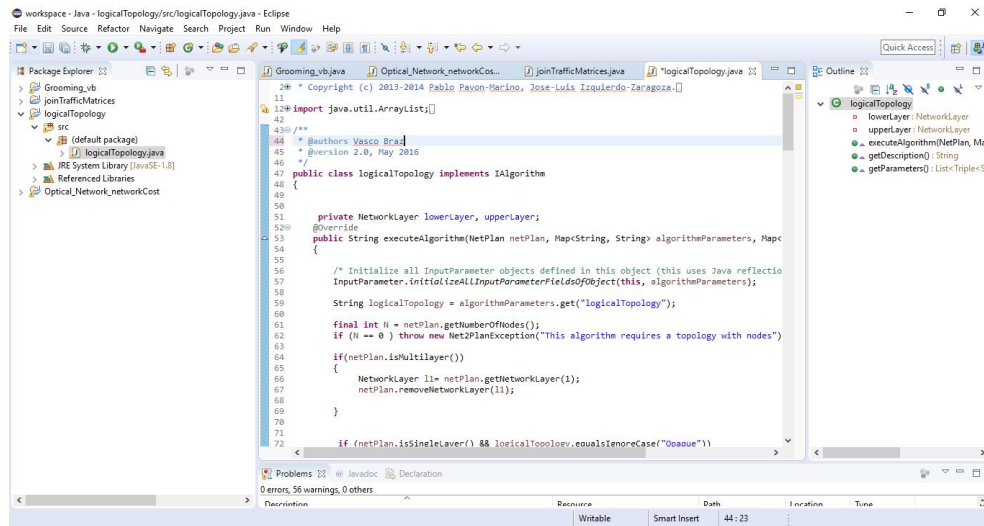 workspace - Java - logicalTopology/src/logicalTopology.java - Eclipse
File Edit Source Refactor Navigate Search Project Run Window Help
Quick Access
Package Explorer
Grooming_vb
joinTrafficMatrices
logicalTopology
src
(default package)
logicalTopology.java
JRE System Library [JavaSE-1.8]
Referenced Libraries
Optical_Network_networkCost
Grooming_vb.java Optical_Network_networkCos... joinTrafficMatrices.java *logicalTopology.java
2 * Copyright (c) 2013-2014 Pablo Pavon-Marino, Jose-Luis Izquierdo-Zaragoza.
11
12 import java.util.ArrayList;
42
43 /**
44 * @authors Vasco Braz
45 * @version 2.0, May 2016
46 */
47 public class logicalTopology implements IAlgorithm
48 {
49
50
51 private NetworkLayer lowerLayer, upperLayer;
52 @Override
53 public String executeAlgorithm(NetPlan netPlan, Map<String, String> algorithmParameters, Map<
54 {
55
56 /* Initialize all InputParameter objects defined in this object (this uses Java reflectio
57 InputParameter.initializeAllInputParameterFieldsOfObject(this, algorithmParameters);
58
59 String logicalTopology = algorithmParameters.get("logicalTopology");
60
61 final int N = netPlan.getNumberOfNodes();
62 if (N == 0 ) throw new Net2PlanException("This algorithm requires a topology with nodes")
63
64 if(netPlan.isMultilayer())
65 {
66 NetworkLayer l1= netPlan.getNetworkLayer(1);
67 netPlan.removeNetworkLayer(l1);
68
69 }
70
71
72 if (netPlan.isSingleLayer() && logicalTopology.equalsIgnoreCase("Opaque"))
Outline
logicalTopology
lowerLayer : NetworkLayer
upperLayer : NetworkLayer
executeAlgorithm(NetPlan, Ma
getDescription() : String
getParameters() : List<Triple<S
Problems @ Javadoc Declaration
0 errors, 56 warnings, 0 others
Description Resource Path Location Type
Writable Smart Insert 44 : 23